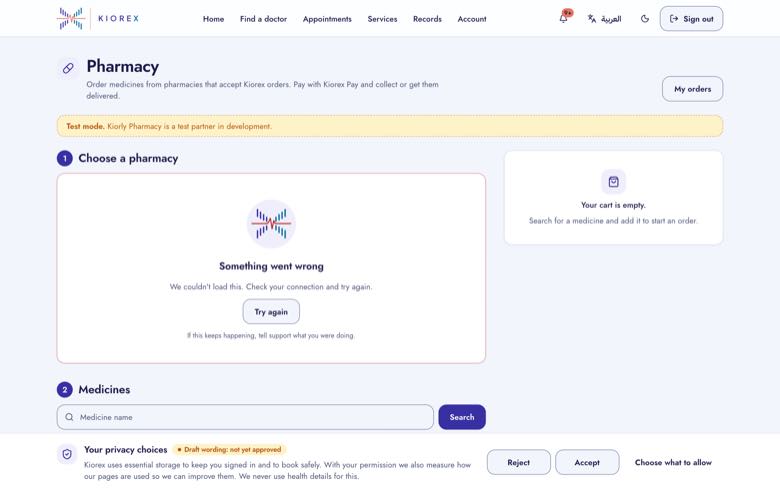 KIOREX
Home Find a doctor Appointments Services Records Account
9+
العربية
Sign out
Pharmacy
Order medicines from pharmacies that accept Kiorex orders. Pay with Kiorex Pay and collect or get them
delivered.
My orders
Test mode. Kiorly Pharmacy is a test partner in development.
1 Choose a pharmacy
Something went wrong
We couldn't load this. Check your connection and try again.
Try again
If this keeps happening, tell support what you were doing.
Your cart is empty.
Search for a medicine and add it to start an order.
2 Medicines
Medicine name
Search
Your privacy choices Draft wording: not yet approved
Kiorex uses essential storage to keep you signed in and to book safely. With your permission we also measure how
our pages are used so we can improve them. We never use health details for this.
Reject Accept Choose what to allow